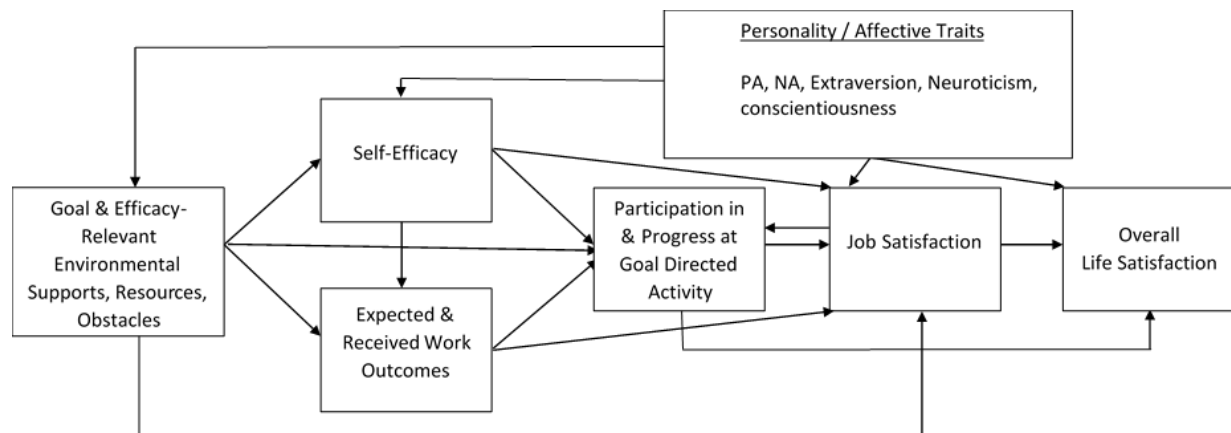 Personality / Affective Traits
PA, NA, Extraversion, Neuroticism,
conscientiousness
Self-Efficacy
Goal & Efficacy-
Relevant
Environmental
Supports, Resources,
Obstacles
Expected &
Received Work
Outcomes
Participation in
& Progress at
Goal Directed
Activity
Job Satisfaction
Overall
Life Satisfaction